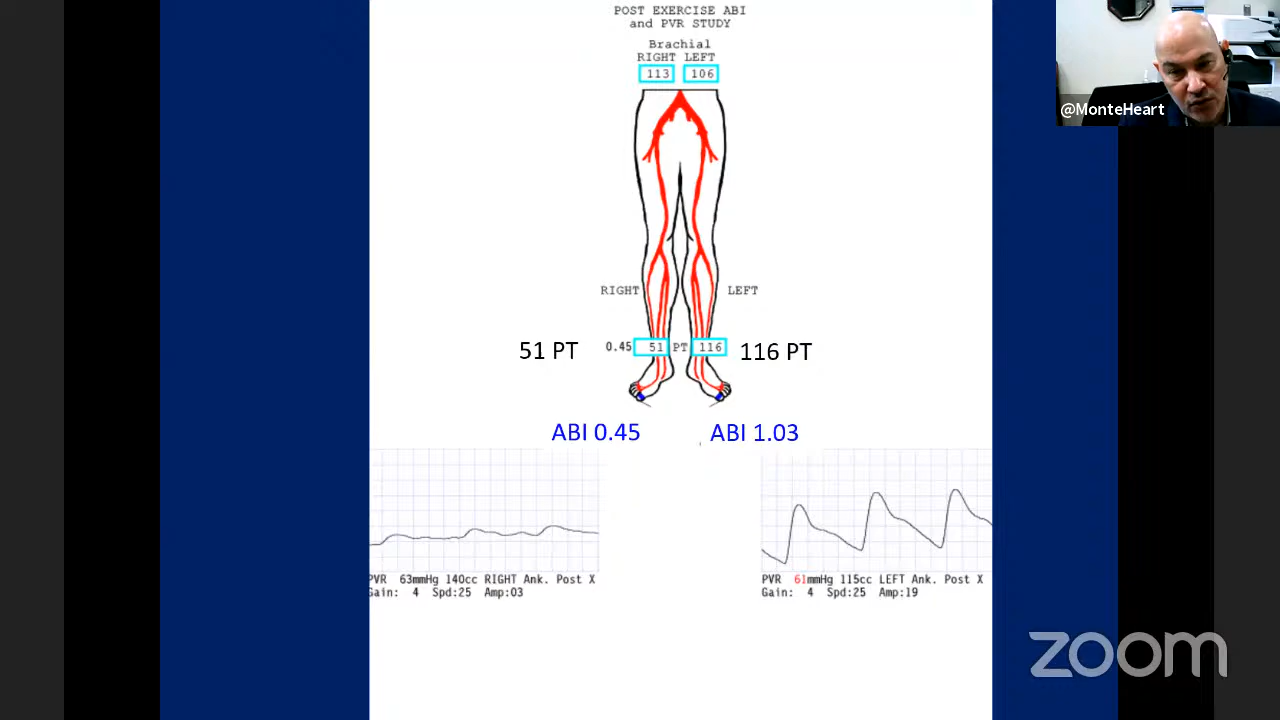 POST EXERCISE ABI
and PVR STUDY
Brachial
RIGHT LEFT
113 106
@MonteHeart
RIGHT LEFT
51 PT 0.45 51 PT 116 116 PT
ABI 0.45 ABI 1.03
PVR 63mmHg 140cc RIGHT Ank. Post X
Gain: 4 Spd:25 Amp:03
PVR 61mmHg 115cc LEFT Ank. Post X
Gain: 4 Spd:25 Amp:19
zoom